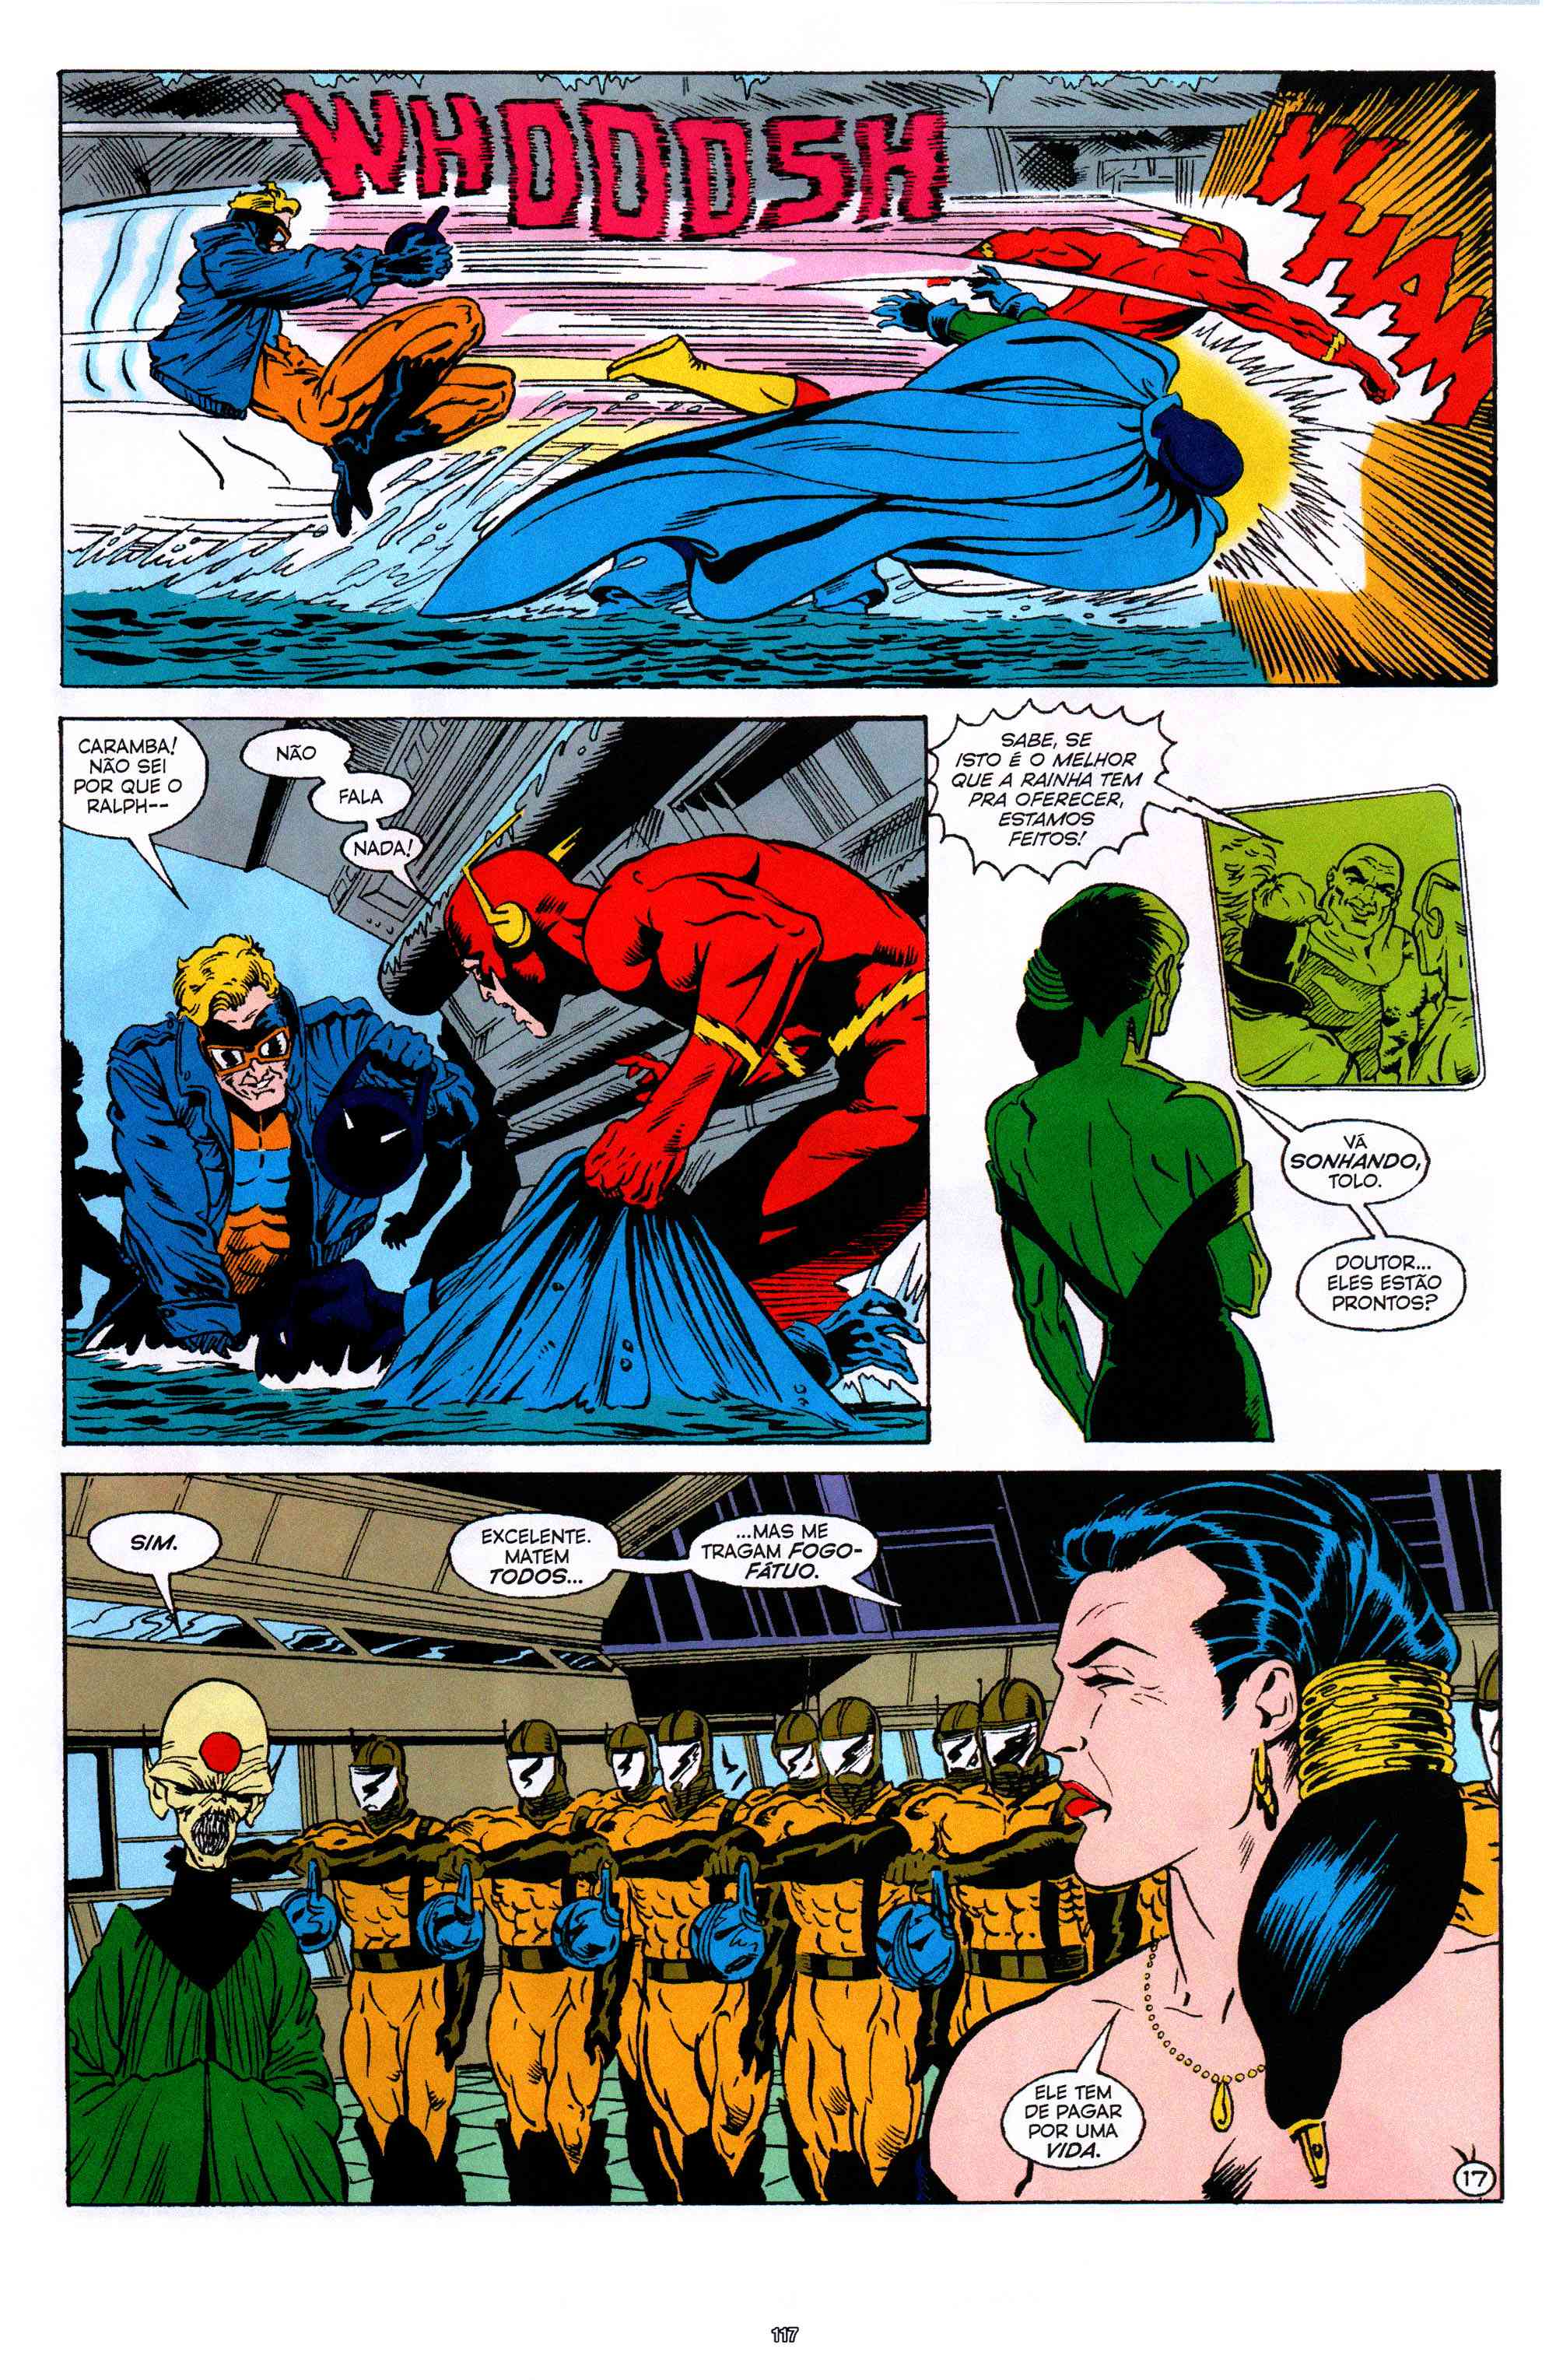 WHOOOSH
WHAM
CARAMBA!
NÃO SEI
POR QUE O
RALPH--
NÃO
FALA
NADA!
SABE, SE
ISTO É O MELHOR
QUE A RAINHA TEM
PRA OFERECER,
ESTAMOS
FEITOS!
VÁ
SONHANDO,
TOLO.
DOUTOR...
ELES ESTÃO
PRONTOS?
SIM.
EXCELENTE.
MATEM
TODOS...
...MAS ME
TRAGAM FOGO-
FÁTUO.
ELE TEM
DE PAGAR
POR UMA
VIDA.
17
117